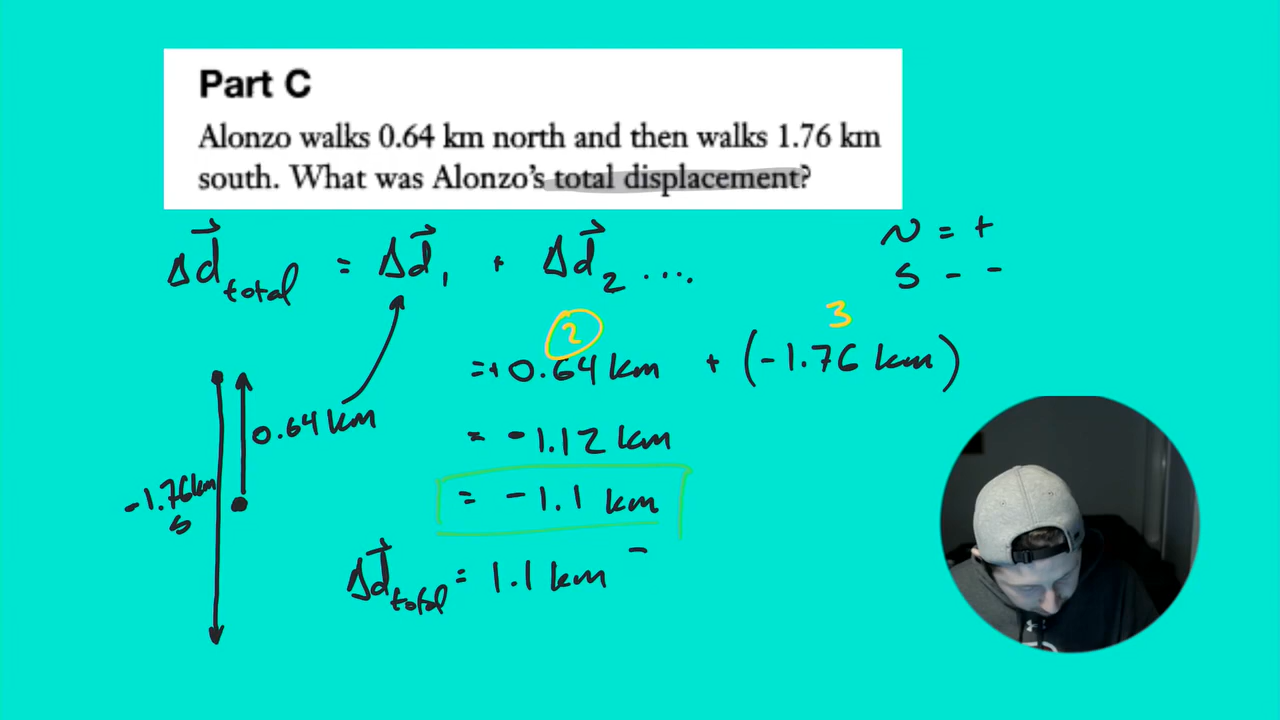 Part C
Alonzo walks 0.64 km north and then walks 1.76 km
south. What was Alonzo's total displacement?
Δd⃗total = Δd⃗1 + Δd⃗2 ....
N = +
S - -
2
3
= +0.64 km + (-1.76 km)
0.64 km
= -1.12 km
-1.76 km
S
= -1.1 km
Δd⃗total = 1.1 km